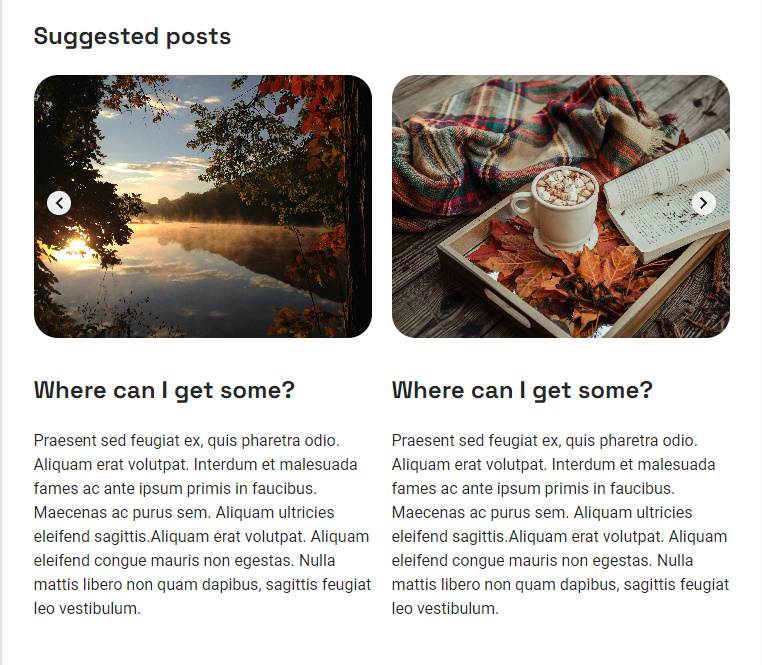 Suggested posts
Where can I get some?
Praesent sed feugiat ex, quis pharetra odio.
Aliquam erat volutpat. Interdum et malesuada
fames ac ante ipsum primis in faucibus.
Maecenas ac purus sem. Aliquam ultricies
eleifend sagittis.Aliquam erat volutpat. Aliquam
eleifend congue mauris non egestas. Nulla
mattis libero non quam dapibus, sagittis feugiat
leo vestibulum.
Where can I get some?
Praesent sed feugiat ex, quis pharetra odio.
Aliquam erat volutpat. Interdum et malesuada
fames ac ante ipsum primis in faucibus.
Maecenas ac purus sem. Aliquam ultricies
eleifend sagittis.Aliquam erat volutpat. Aliquam
eleifend congue mauris non egestas. Nulla
mattis libero non quam dapibus, sagittis feugiat
leo vestibulum.